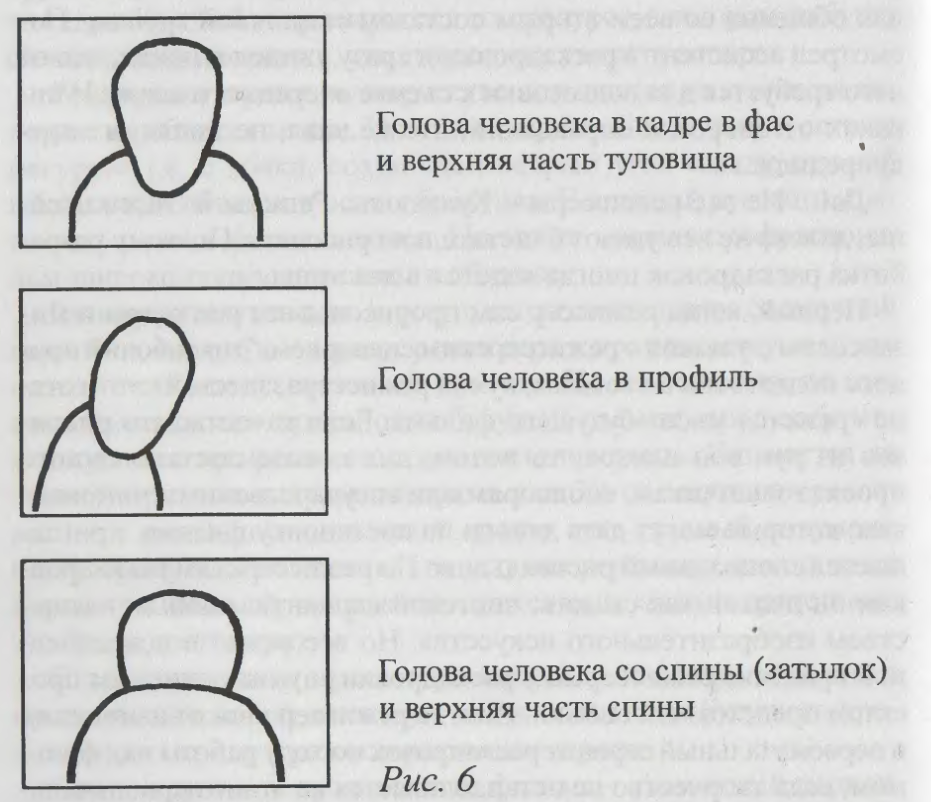 Голова человека в кадре в фас
и верхняя часть туловища
Голова человека в профиль
Голова человека со спины (затылок)
и верхняя часть спины
Рис. 6